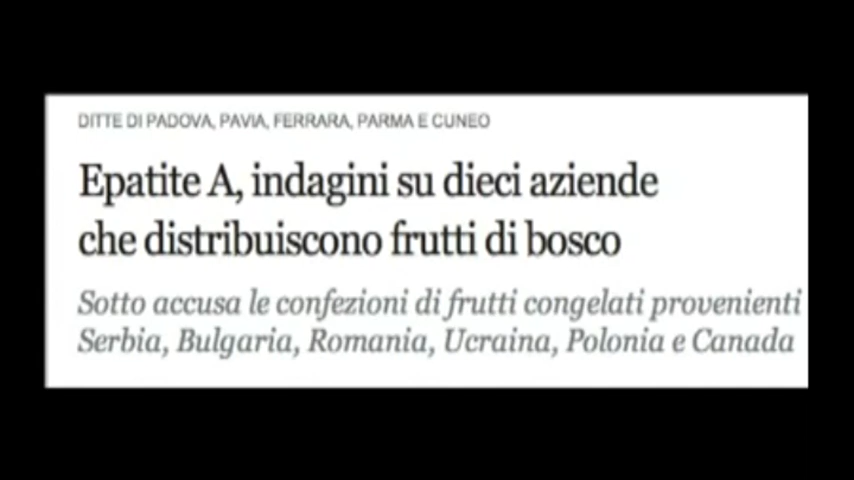 DITTE DI PADOVA, PAVIA, FERRARA, PARMA E CUNEO
Epatite A, indagini su dieci aziende
che distribuiscono frutti di bosco
Sotto accusa le confezioni di frutti congelati provenienti
Serbia, Bulgaria, Romania, Ucraina, Polonia e Canada